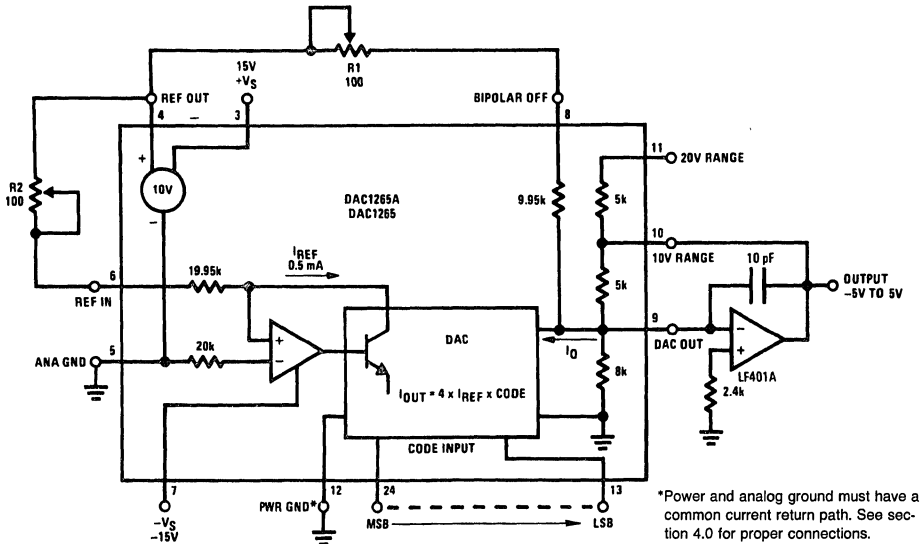 15V
+VS
R1
100
REF OUT
BIPOLAR OFF
4
–
3
8
11
20V RANGE
+
10V
–
R2
100
DAC1265A
DAC1265
9.95k
5k
10
10V RANGE
10 pF
IREF
0.5 mA
6
19.95k
REF IN
5k
OUTPUT
–5V TO 5V
9
DAC OUT
–
+
LF401A
2.4k
5
ANA GND
20k
+
–
DAC
IO
8k
IOUT = 4 x IREF x CODE
CODE INPUT
7
12
24
13
–VS
–15V
PWR GND*
MSB
LSB
*Power and analog ground must have a
common current return path. See sec-
tion 4.0 for proper connections.